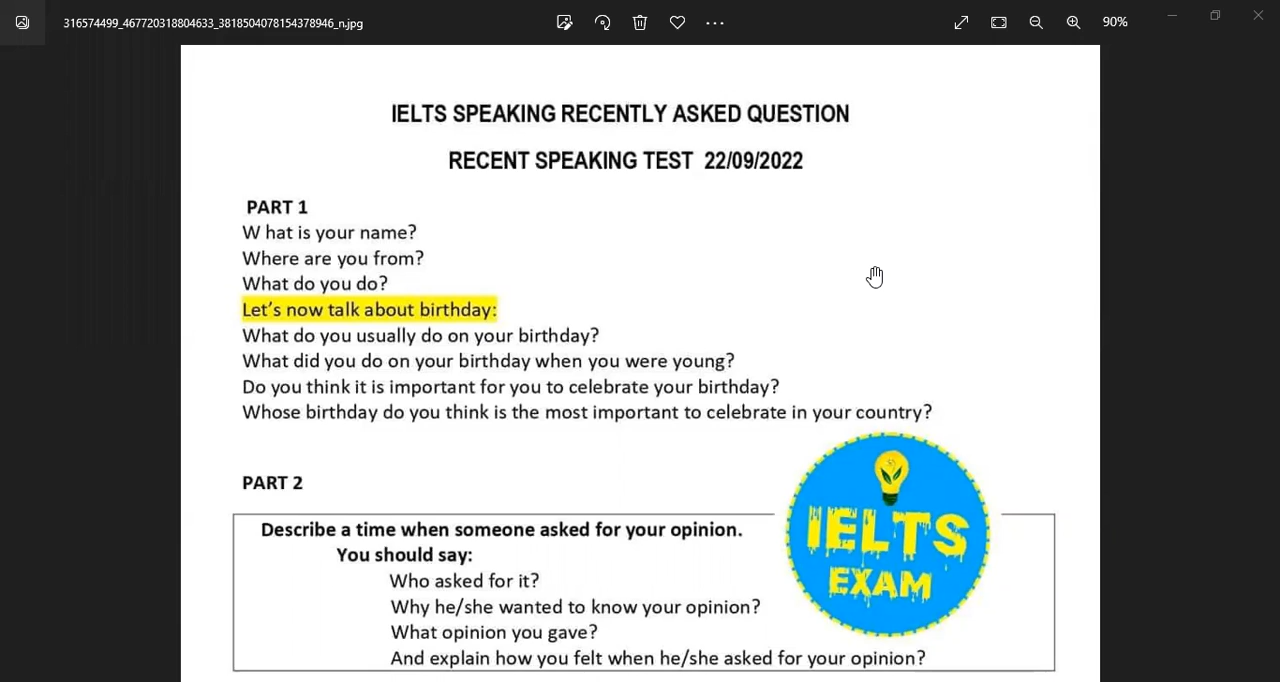 316574499_467720318804633_3818504078154378946_n.jpg
90%
IELTS SPEAKING RECENTLY ASKED QUESTION
RECENT SPEAKING TEST 22/09/2022
PART 1
W hat is your name?
Where are you from?
What do you do?
Let's now talk about birthday:
What do you usually do on your birthday?
What did you do on your birthday when you were young?
Do you think it is important for you to celebrate your birthday?
Whose birthday do you think is the most important to celebrate in your country?
PART 2
Describe a time when someone asked for your opinion.
You should say:
Who asked for it?
Why he/she wanted to know your opinion?
What opinion you gave?
And explain how you felt when he/she asked for your opinion?
IELTS
EXAM